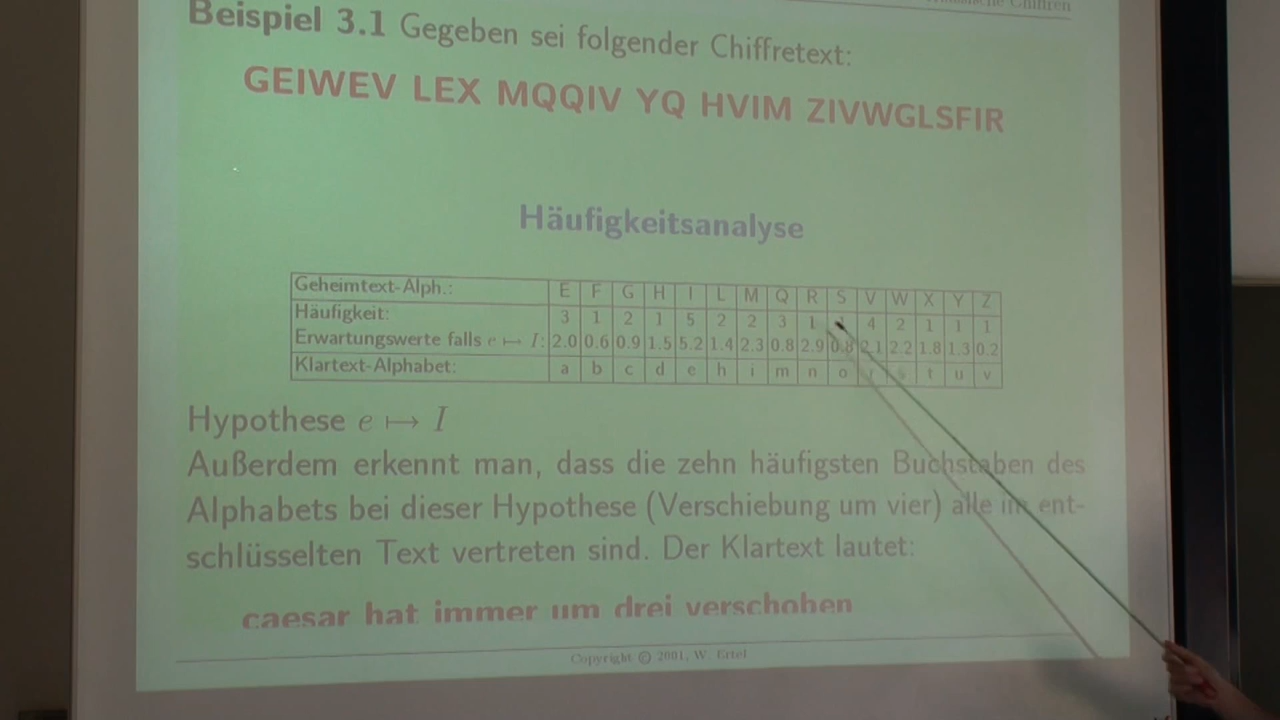 Chiffren
Beispiel 3.1 Gegeben sei folgender Chiffretext:
GEIWEV LEX MQQIV YQ HVIM ZIVWGLSFIR
Häufigkeitsanalyse
Geheimtext-Alph.: E F G H I L M Q R S V W X Y Z
Häufigkeit: 3 1 2 1 5 2 2 3 1 4 2 1 1 1
Erwartungswerte falls e ↦ I: 2.0 0.6 0.9 1.5 5.2 1.4 2.3 0.8 2.9 0.8 2.1 2.2 1.8 1.3 0.2
Klartext-Alphabet: a b c d e h i m n o r s t u v
Hypothese e ↦ I
Außerdem erkennt man, dass die zehn häufigsten Buchstaben des
Alphabets bei dieser Hypothese (Verschiebung um vier) alle im ent-
schlüsselten Text vertreten sind. Der Klartext lautet:
caesar hat immer um drei verschoben
Copyright © 2001, W. Ertel